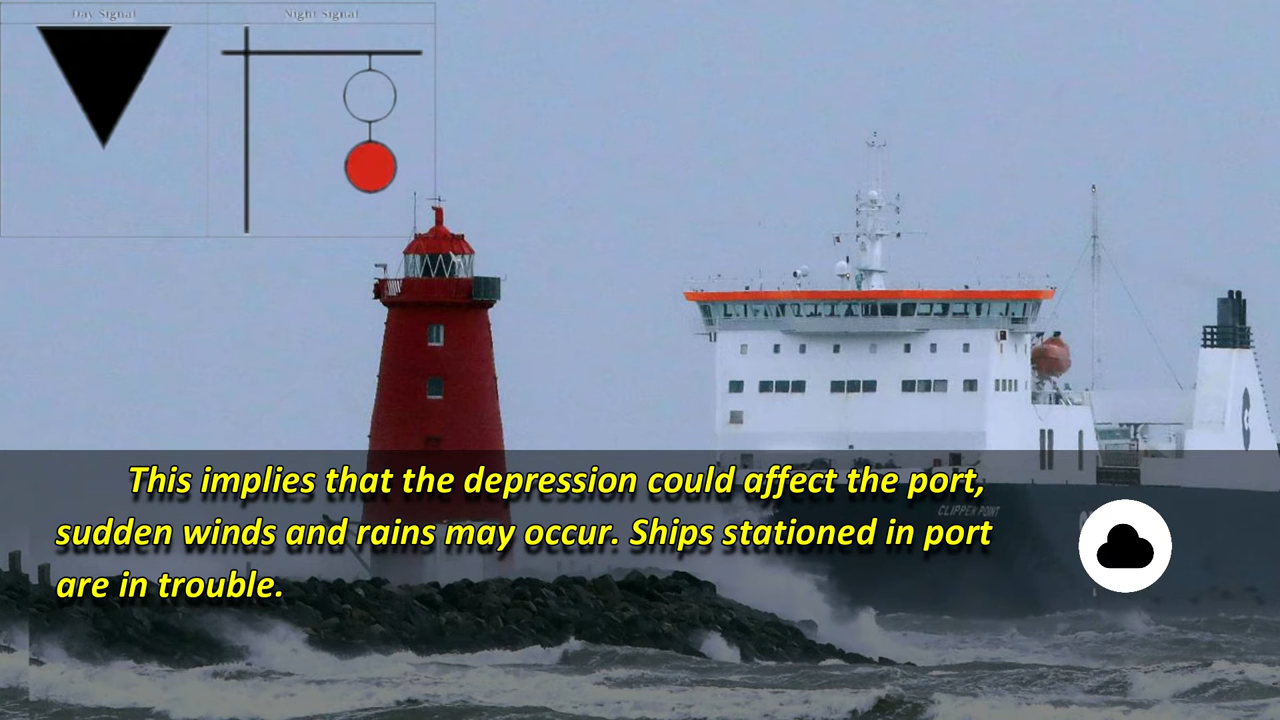 Day Signal
Night Signal
This implies that the depression could affect the port,
sudden winds and rains may occur. Ships stationed in port
are in trouble.
CLIPPER POINT